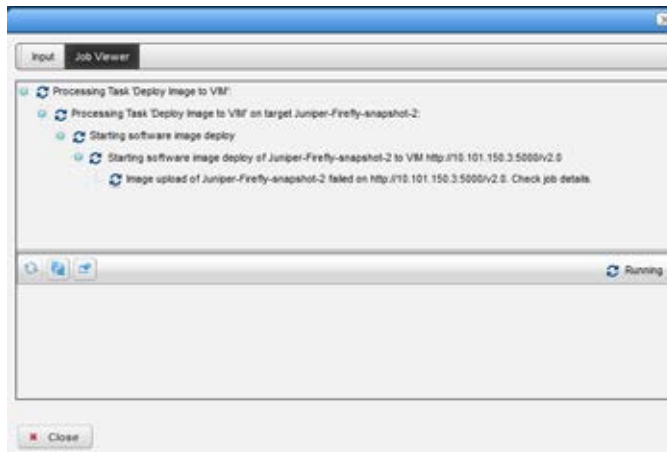 Input Job Viewer
Processing Task 'Deploy Image to VIM':
Processing Task 'Deploy Image to VIM' on target Juniper-Firefly-snapshot-2:
Starting software image deploy
Starting software image deploy of Juniper-Firefly-snapshot-2 to VIM http://10.101.150.3:5000/v2.0
Image upload of Juniper-Firefly-snapshot-2 failed on http://10.101.150.3:5000/v2.0. Check job details.
Running
Close